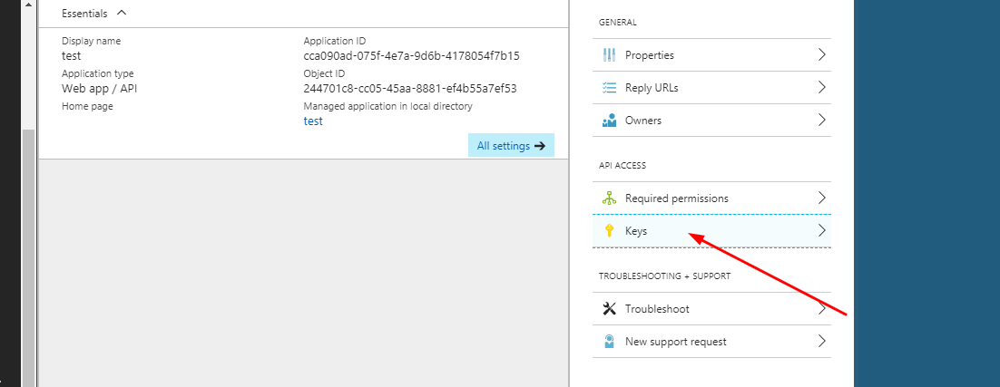 Essentials
Display name
test
Application type
Web app / API
Home page
Application ID
cca090ad-075f-4e7a-9d6b-4178054f7b15
Object ID
244701c8-cc05-45aa-8881-ef4b55a7ef53
Managed application in local directory
test
All settings
GENERAL
Properties
Reply URLs
Owners
API ACCESS
Required permissions
Keys
TROUBLESHOOTING + SUPPORT
Troubleshoot
New support request